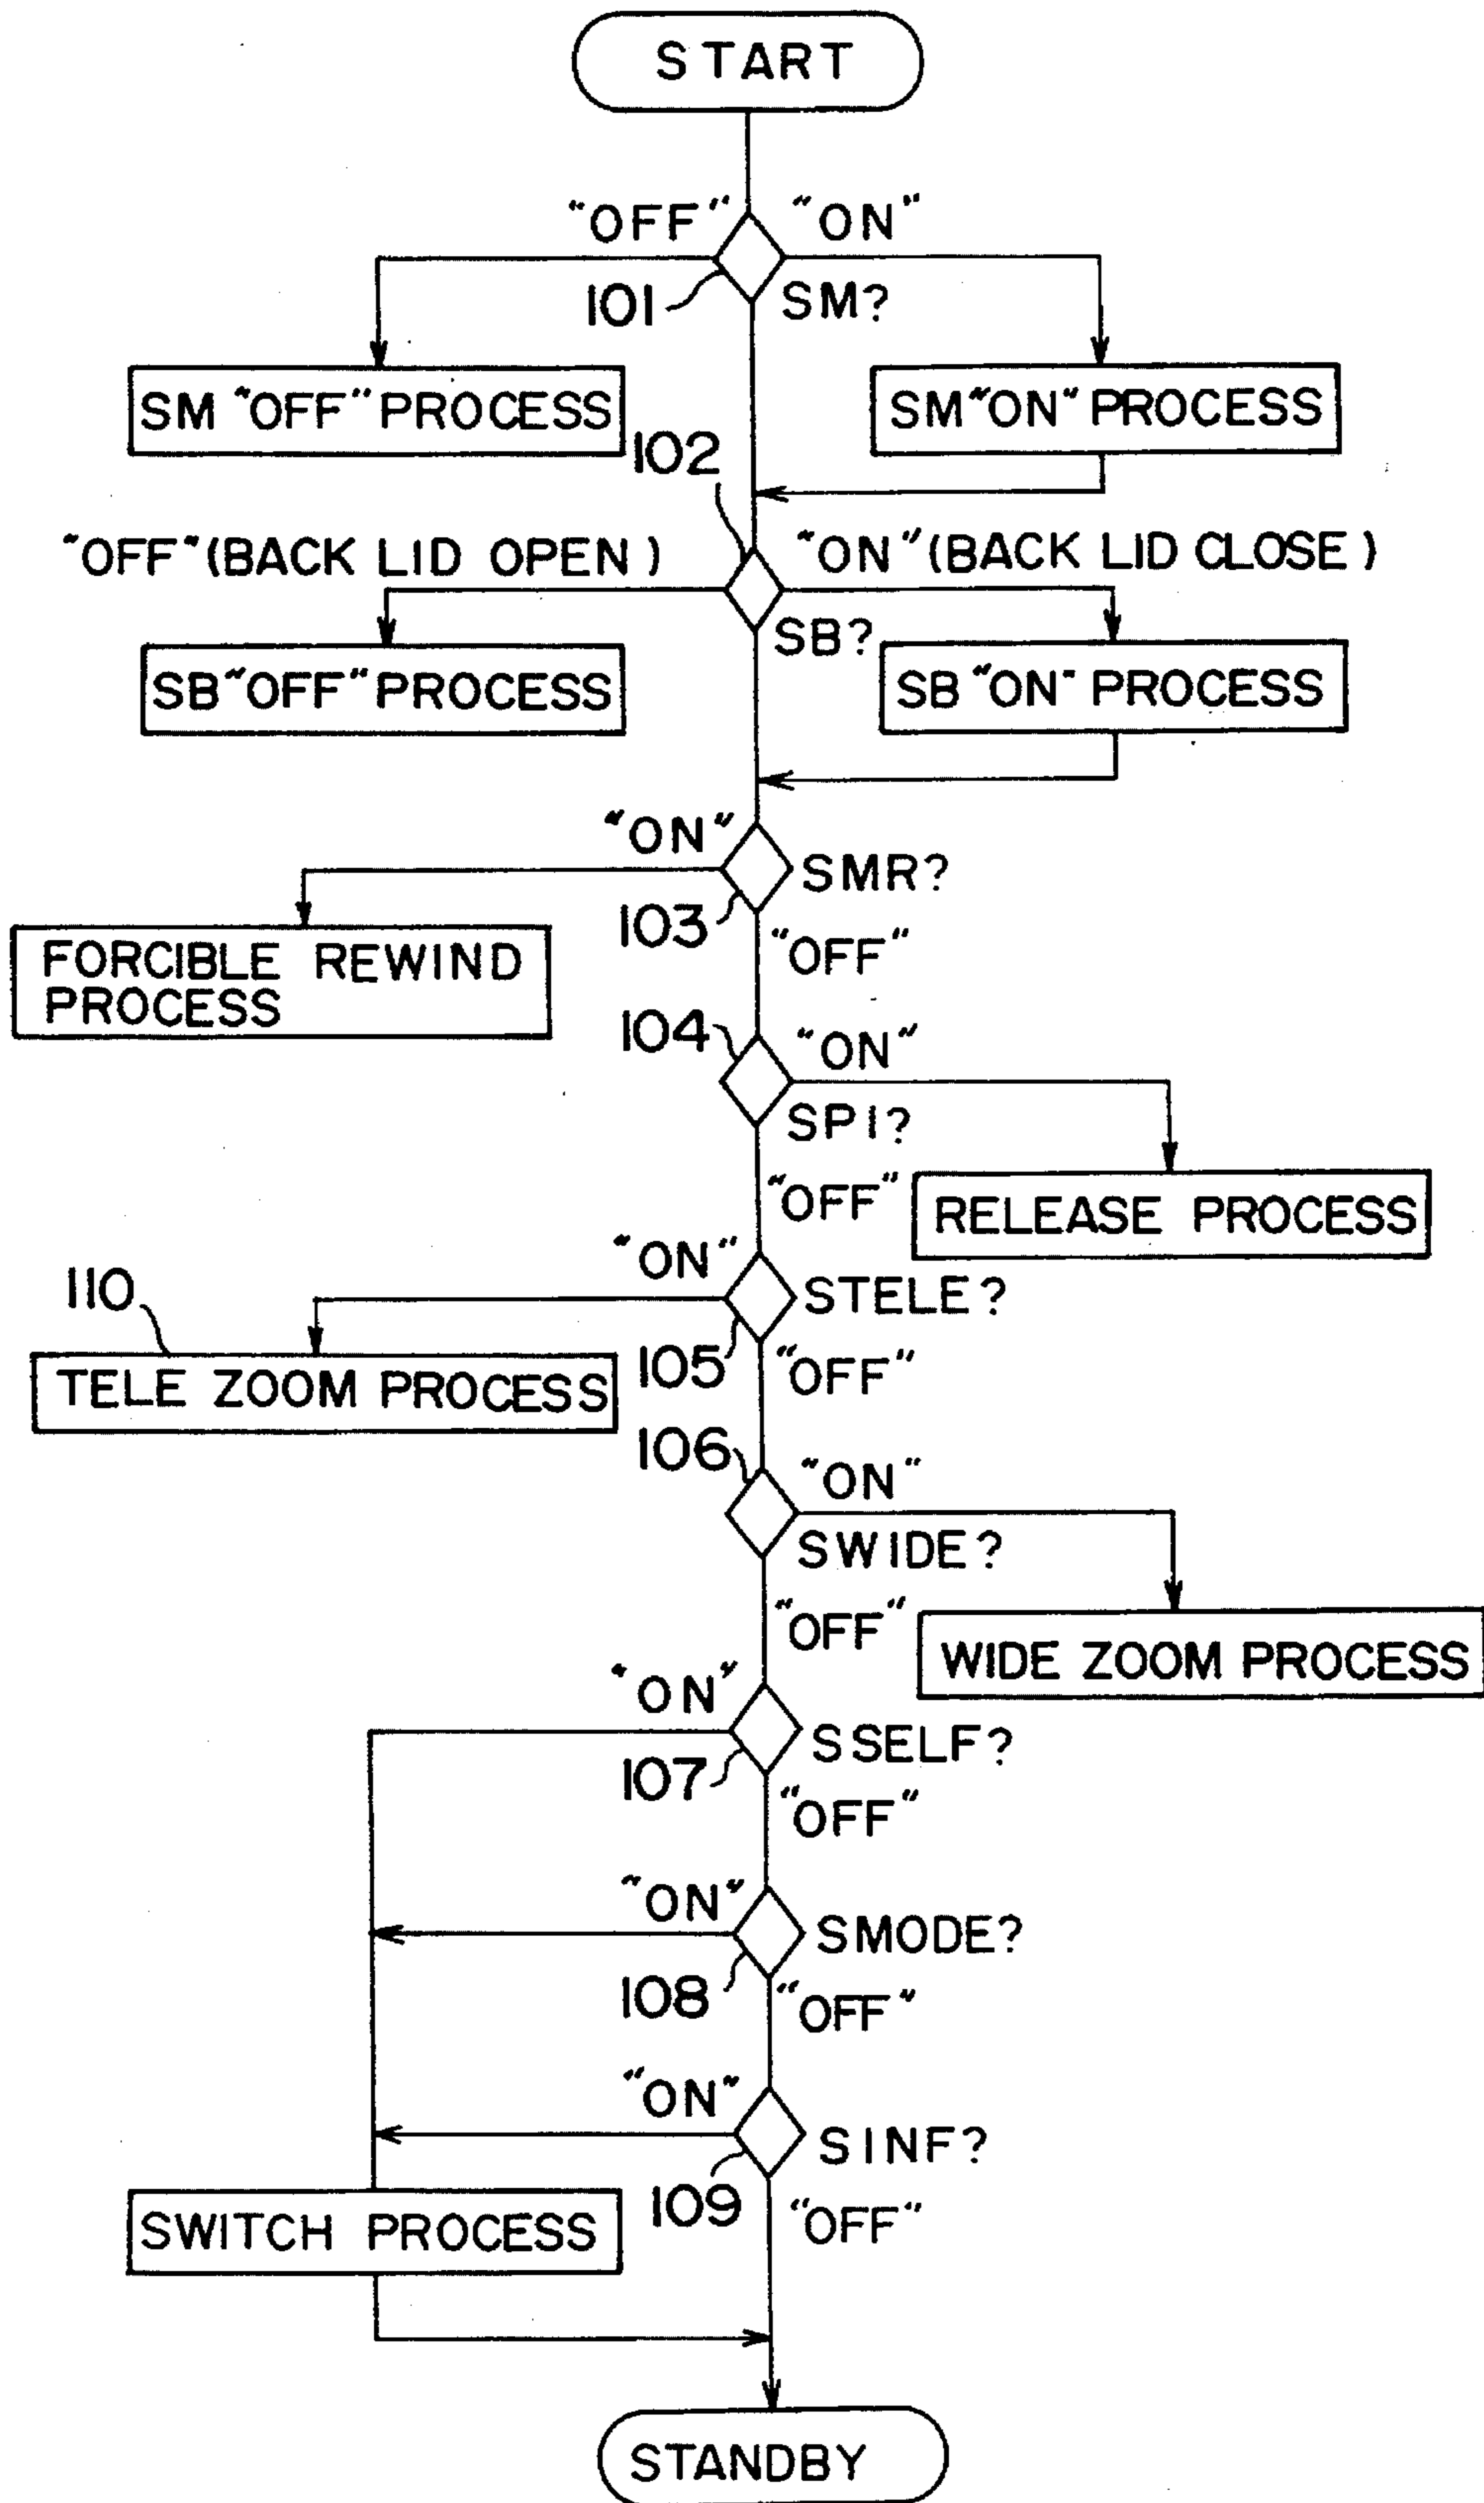 START
"OFF" "ON"
101 SM?
SM "OFF" PROCESS
SM "ON" PROCESS
102
"OFF" (BACK LID OPEN)
"ON" (BACK LID CLOSE)
SB?
SB "OFF" PROCESS
SB "ON" PROCESS
"ON"
SMR?
103
"OFF"
FORCIBLE REWIND
PROCESS
104
"ON"
SPI?
"OFF"
RELEASE PROCESS
"ON"
STELE?
110
105
"OFF"
TELE ZOOM PROCESS
106
"ON"
SWIDE?
"OFF"
WIDE ZOOM PROCESS
"ON"
SSELF?
107
"OFF"
"ON"
SMODE?
108
"OFF"
"ON"
SINF?
109
"OFF"
SWITCH PROCESS
STANDBY